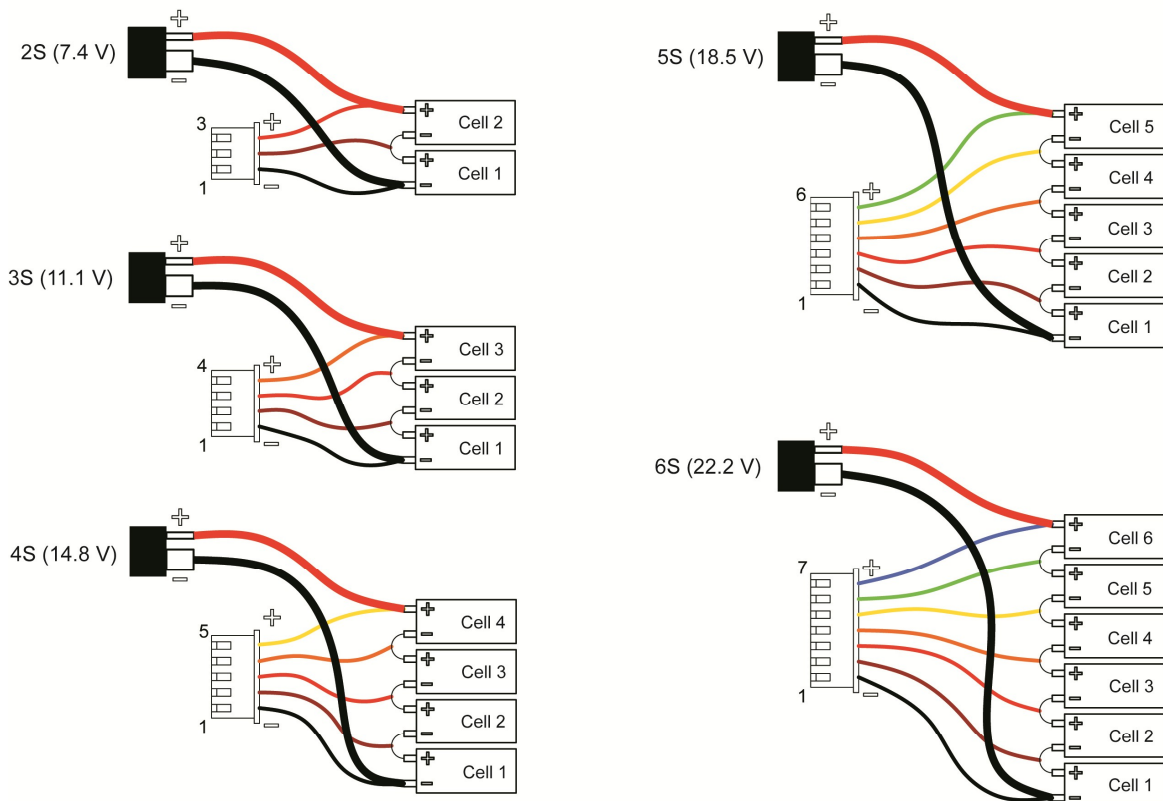 2S (7.4 V)
+
−
3
+
1
−
+
−
Cell 2
+
−
Cell 1
3S (11.1 V)
+
−
4
+
1
−
+
−
Cell 3
+
−
Cell 2
+
−
Cell 1
4S (14.8 V)
+
−
5
+
1
−
+
−
Cell 4
+
−
Cell 3
+
−
Cell 2
+
−
Cell 1
5S (18.5 V)
+
−
6
+
1
−
+
−
Cell 5
+
−
Cell 4
+
−
Cell 3
+
−
Cell 2
+
−
Cell 1
6S (22.2 V)
+
−
7
+
1
−
+
−
Cell 6
+
−
Cell 5
+
−
Cell 4
+
−
Cell 3
+
−
Cell 2
+
−
Cell 1